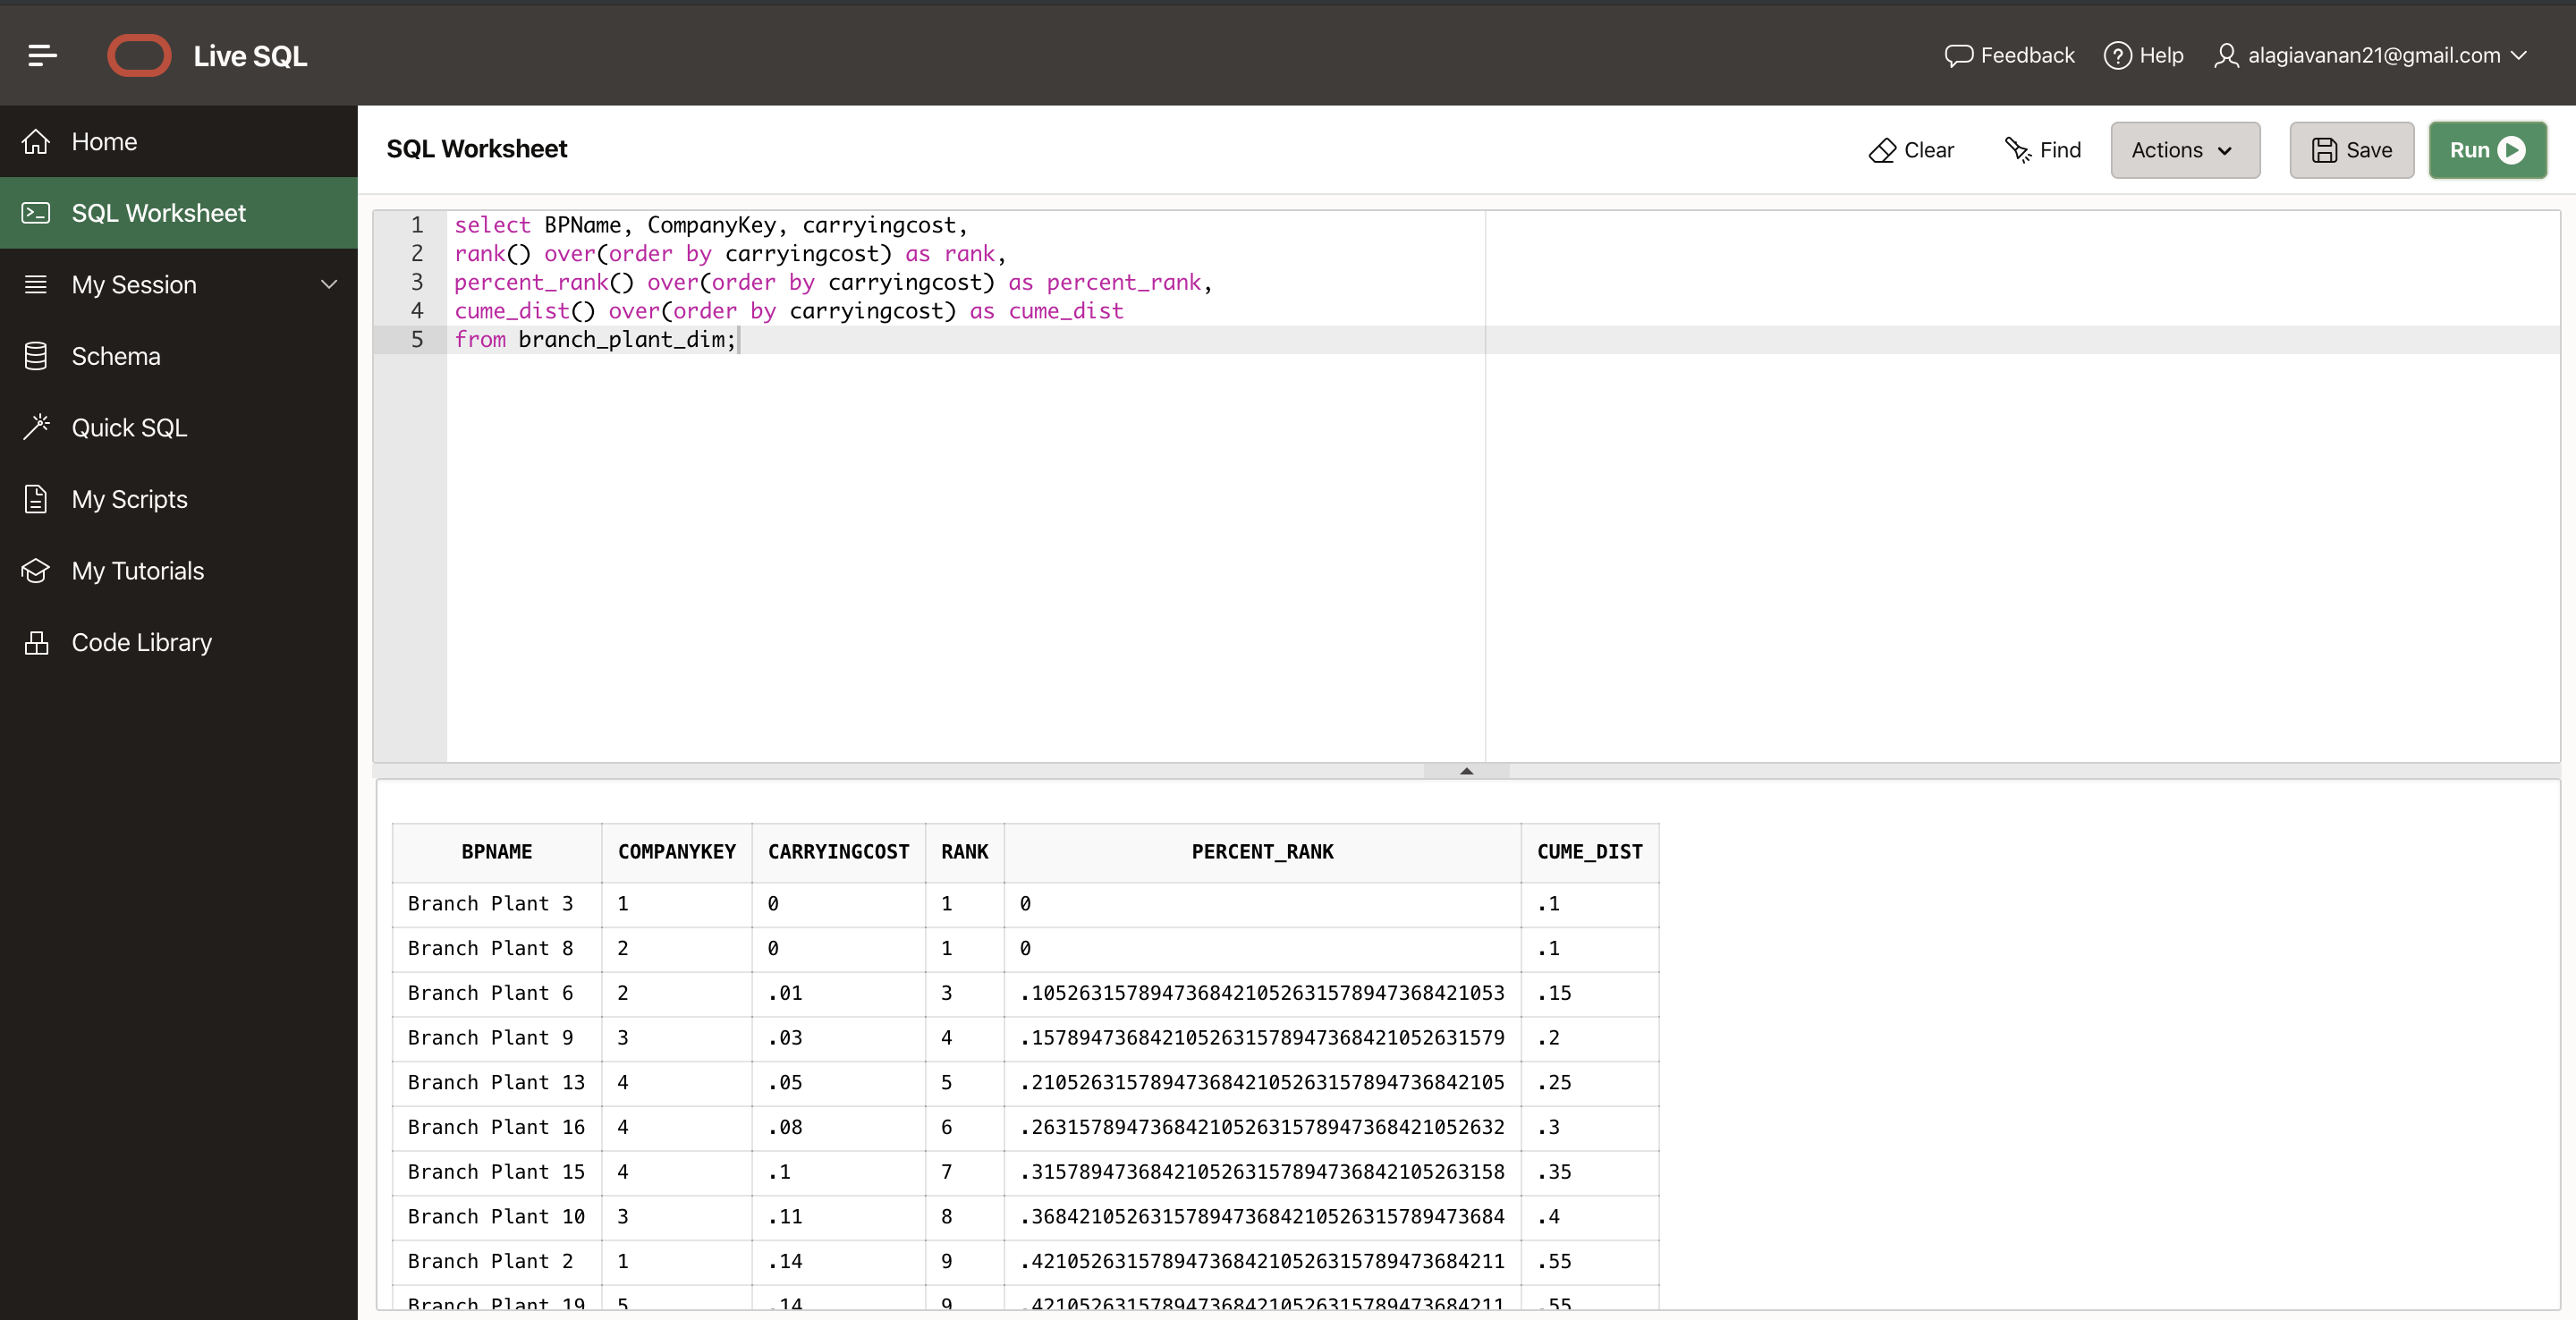 Live SQL
Feedback
Help
alagiavanan21@gmail.com
Home
SQL Worksheet
My Session
Schema
Quick SQL
My Scripts
My Tutorials
Code Library
SQL Worksheet
Clear
Find
Actions
Save
Run
1 select BPName, CompanyKey, carryingcost,
2 rank() over(order by carryingcost) as rank,
3 percent_rank() over(order by carryingcost) as percent_rank,
4 cume_dist() over(order by carryingcost) as cume_dist
5 from branch_plant_dim;
BPNAME COMPANYKEY CARRYINGCOST RANK PERCENT_RANK CUME_DIST
Branch Plant 3 1 0 1 0 .1
Branch Plant 8 2 0 1 0 .1
Branch Plant 6 2 .01 3 .1052631578947368421052631578947368421053 .15
Branch Plant 9 3 .03 4 .1578947368421052631578947368421052631579 .2
Branch Plant 13 4 .05 5 .2105263157894736842105263157894736842105 .25
Branch Plant 16 4 .08 6 .2631578947368421052631578947368421052632 .3
Branch Plant 15 4 .1 7 .3157894736842105263157894736842105263158 .35
Branch Plant 10 3 .11 8 .3684210526315789473684210526315789473684 .4
Branch Plant 2 1 .14 9 .4210526315789473684210526315789473684211 .55
Branch Plant 19 5 .14 9 .4210526315789473684210526315789473684211 .55